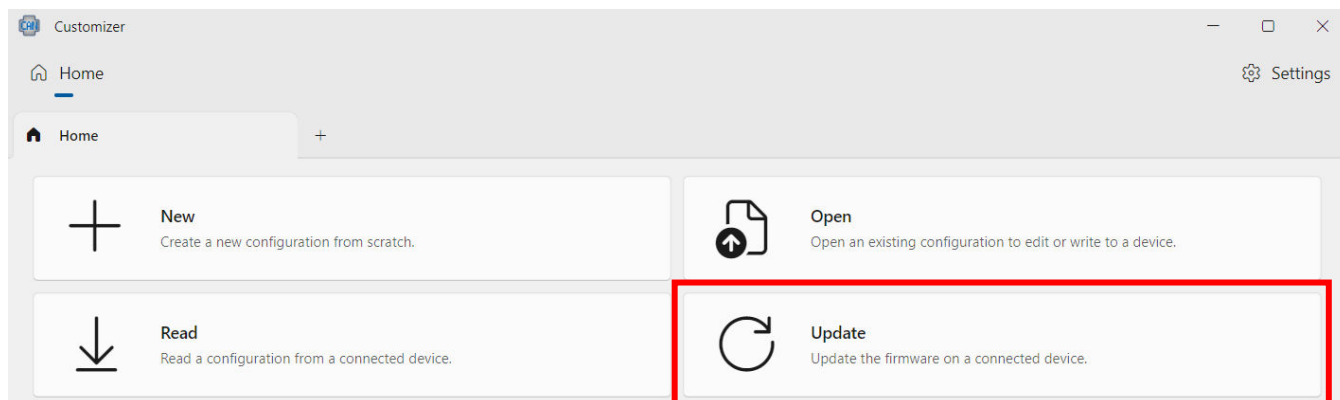 CAN Customizer
Home
Settings
Home
+
New
Create a new configuration from scratch.
Open
Open an existing configuration to edit or write to a device.
Read
Read a configuration from a connected device.
Update
Update the firmware on a connected device.